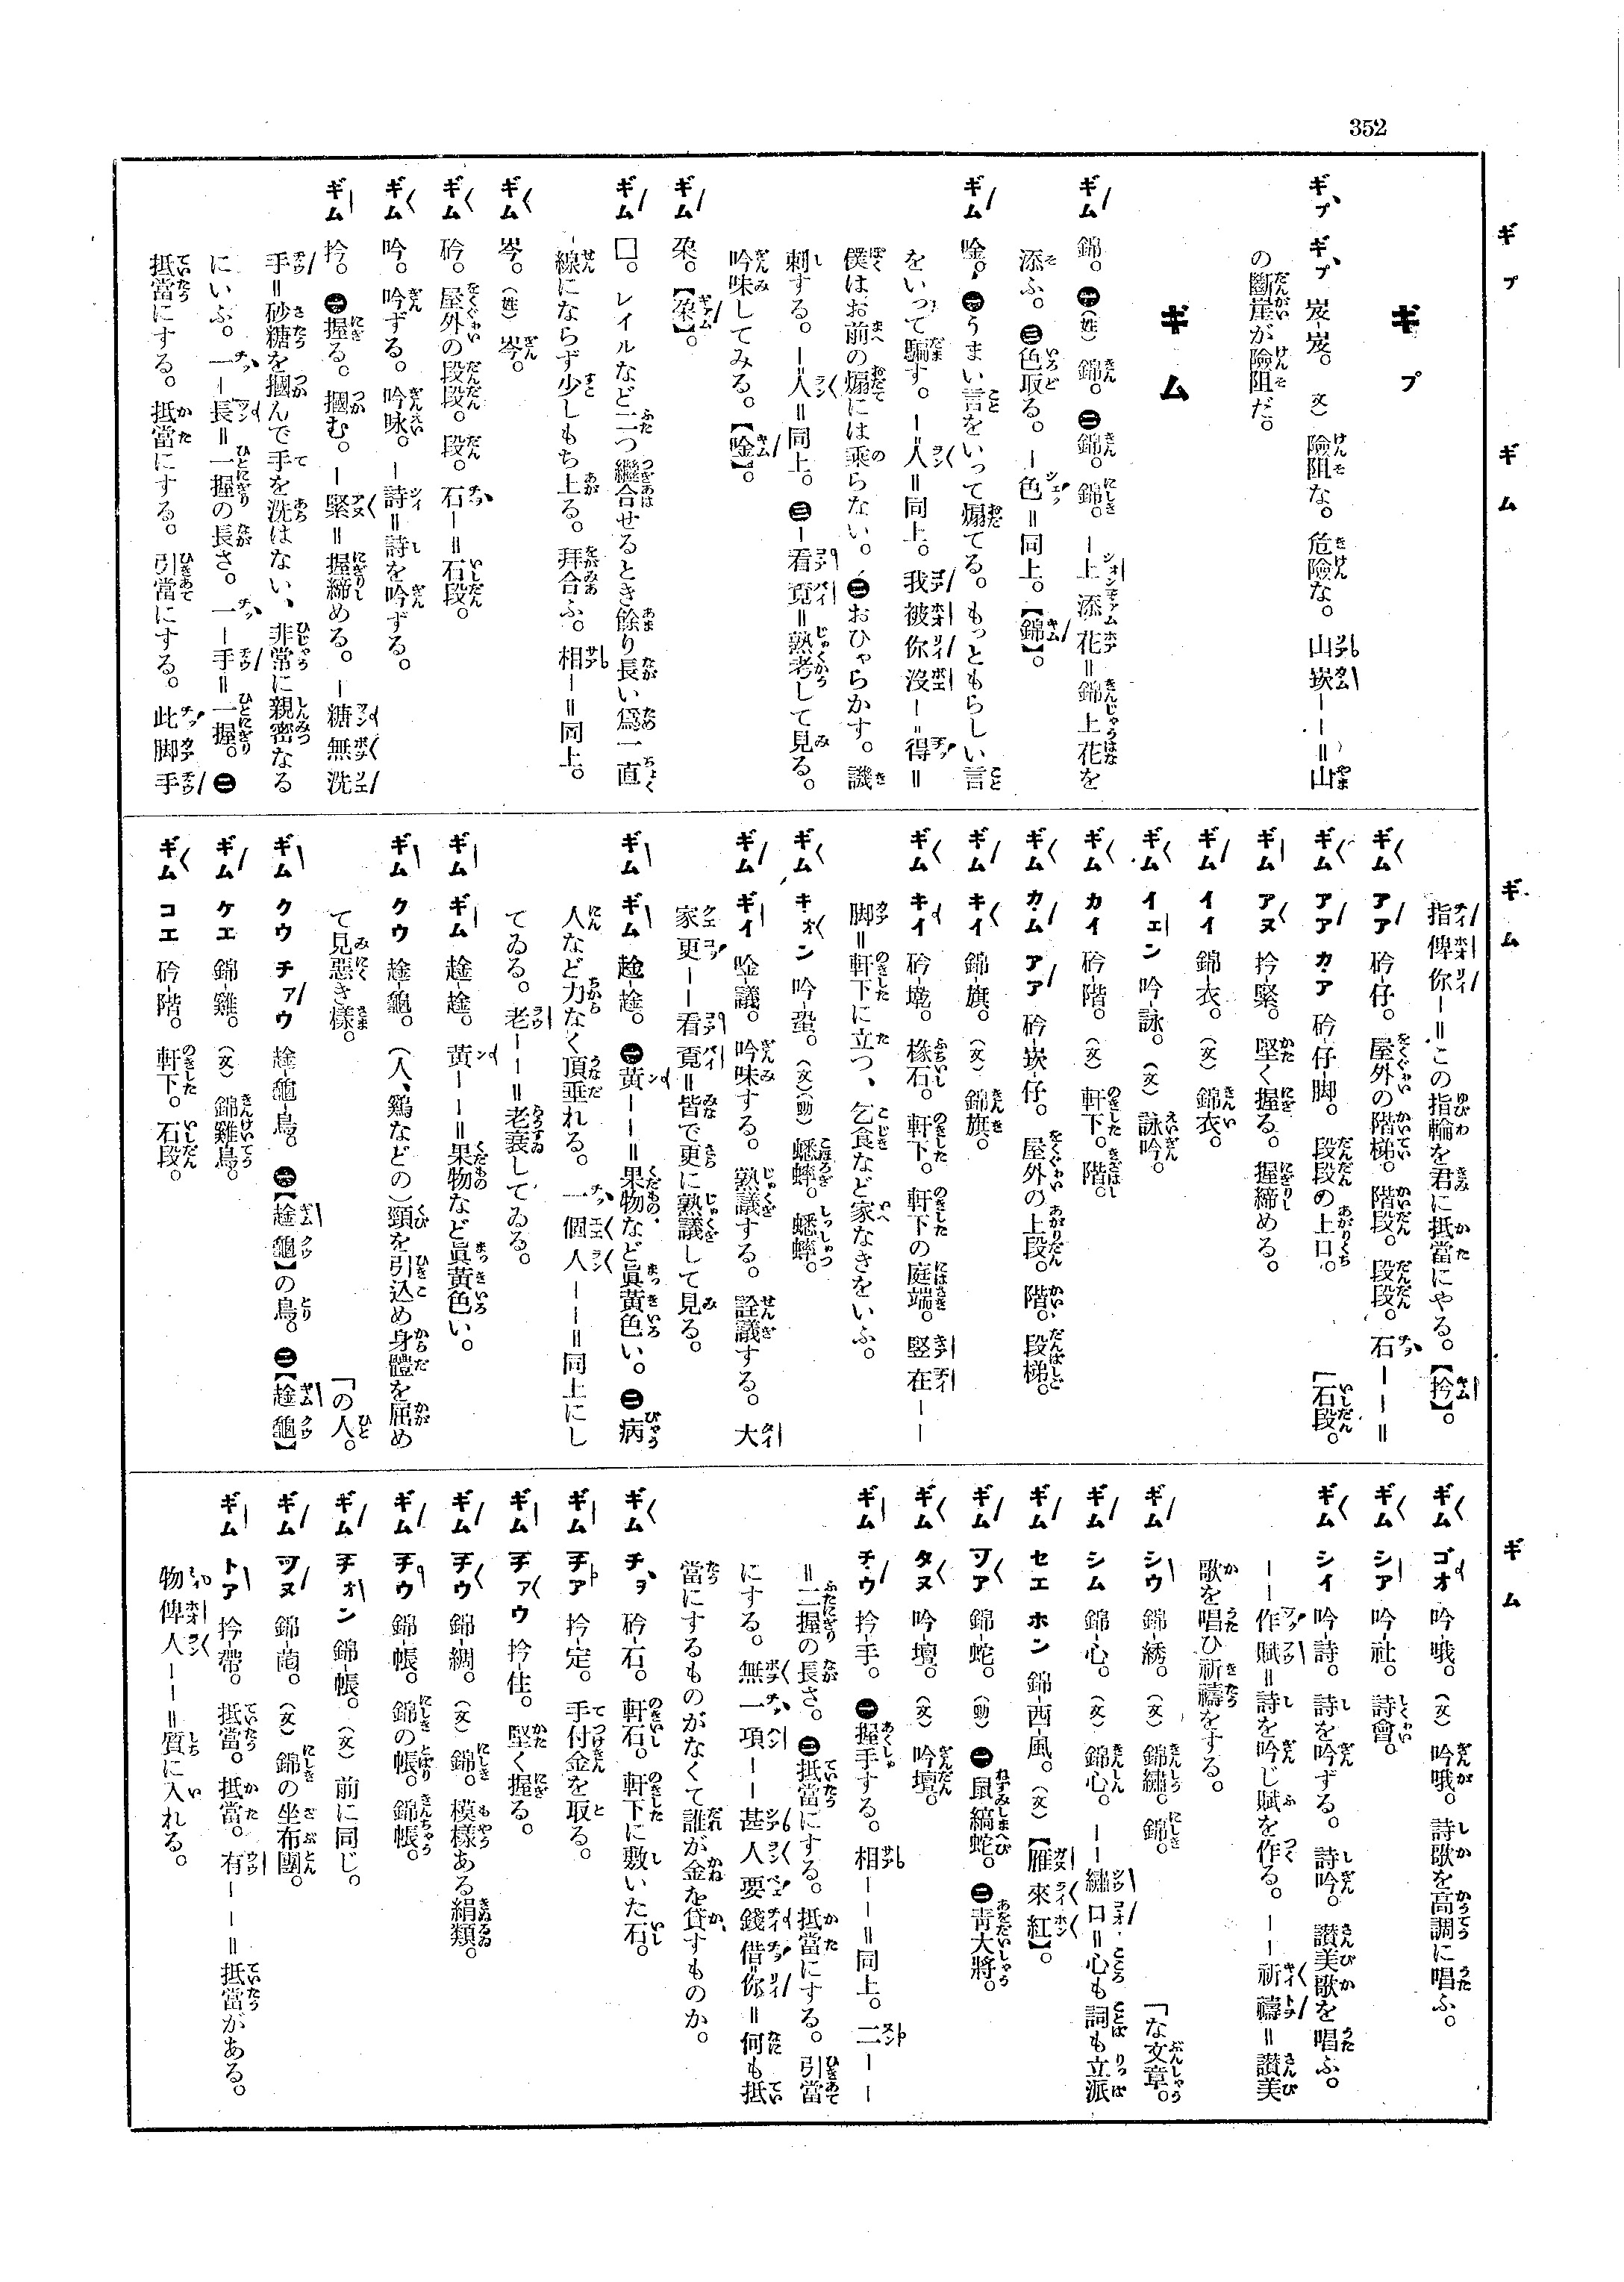 352
ギプ ギム
ギム
ギム
ギプ
ギプ ギプ 岌-岌。 (文) 險阻な。危險な。山崁――=山
の斷崖が險阻だ。
ギム
ギム 錦。 ㊀(姓) 錦。 ㊁錦。錦。―上添花=錦上花を
添ふ。 ㊂色取る。―色=同上。【錦】。
ギム 唫。 ㊀うまい言をいって煽てる。もっともらしい言
をいって騙す。―人=同上。我被你沒―得=
僕はお前の煽には乘らない。 ㊁おひゃらかす。譏
刺する。―人=同上。 ㊂―看覔=熟考して見る。
吟味してみる。【唫】。
ギム 𠱃。
ギム 囗。レイルなど二つ繼合せるとき餘り長い爲一直
線にならず少しもち上る。拜合ふ。相―=同上。
ギム 岑。(姓) 岑。
ギム 砛。屋外の段段。段。石―=石段。
ギム 吟。吟ずる。吟咏。―詩=詩を吟ずる。
ギム 扲。 ㊀握る。摑む。―緊=握締める。―糖無洗
手=砂糖を摑んで手を洗はない、非常に親密なる
にいふ。一―長=一握の長さ。一―手=一握。 ㊁
抵當にする。抵當にする。引當にする。此脚手
指俾你―=この指輪を君に抵當にやる。【扲】。
ギム アア 砛-仔。屋外の階梯。階段。段段。石――=
ギム アア カ・ア 砛-仔-脚。段段の上口。 「石段。
ギム アヌ 扲-緊。堅く握る。握締める。
ギム イイ 錦-衣。(文) 錦衣。
ギム イェン 吟-詠。(文) 詠吟。
ギム カイ 砛-階。(文) 軒下。階。
ギム カ・ム アア 砛-崁-仔。屋外の上段。階。段梯。
ギム キイ 錦-旗。(文) 錦旗。
ギム キイ 砛-墘。椽石。軒下。軒下の庭端。竪在――
脚=軒下に立つ、乞食など家なきをいふ。
ギム キ・ォン 吟-蛩。(文)(動) 蟋蟀。蟋蟀。
ギム ギイ 唫-議。吟味する。熟議する。詮議する。大
家更――看覔=皆で更に熟議して見る。
ギム ギム 趛-趛。 ㊀黃――=果物など眞黃色い。 ㊁病
人など力なく頂垂れる。一個人――=同上にし
てゐる。老――=老衰してゐる。
ギム ギム 趛-趛。黃――=果物など眞黃色い。
ギム クウ 趛-龜。(人、鷄などの)頸を引込め身體を屈め
て見惡き樣。 「の人。
ギム クウ チァウ 趛-龜-鳥。 ㊀【趛龜】の鳥。 ㊁【趛龜】
ギム ケエ 錦-雞。(文) 錦雞鳥。
ギム コエ 砛-階。軒下。石段。
ギム ゴオ 吟-哦。(文) 吟哦。詩歌を高調に唱ふ。
ギム シア 吟-社。詩會。
ギム シイ 吟-詩。詩を吟ずる。詩吟。讃美歌を唱ふ。
――作賦=詩を吟じ賦を作る。――祈禱=讃美
歌を唱ひ祈禱をする。
ギム シウ 錦-綉。(文) 錦繡。錦。 「な文章。
ギム シム 錦-心。(文) 錦心。――繡口=心も詞も立派
ギム セエ ホン 錦-西-風。(文)【雁來紅】。
ギム ツァ 錦-蛇。(動) ㊀鼠縞蛇。 ㊁靑大將。
ギム タヌ 吟-壇。(文) 吟壇。
ギム チ・ウ 扲-手。 ㊀握手する。相――=同上。二――
=二握の長さ。 ㊁抵當にする。抵當にする。引當
にする。無一項――甚人要錢借你=何も抵
當にするものがなくて誰が金を貸すものか。
ギム チ・ヲ 砛-石。軒石。軒下に敷いた石。
ギム チァ 扲-定。手付金を取る。
ギム チァウ 扲-住。堅く握る。
ギム チウ 錦-綢。(文) 錦。模樣ある絹類。
ギム チウ 錦-帳。錦の帳。錦帳。
ギム チォン 錦-帳。(文) 前に同じ。
ギム ツヌ 錦-菌。(文) 錦の坐布團。
ギム トア 扲-帶。抵當。抵當。有――=抵當がある。
物俾人――=質に入れる。